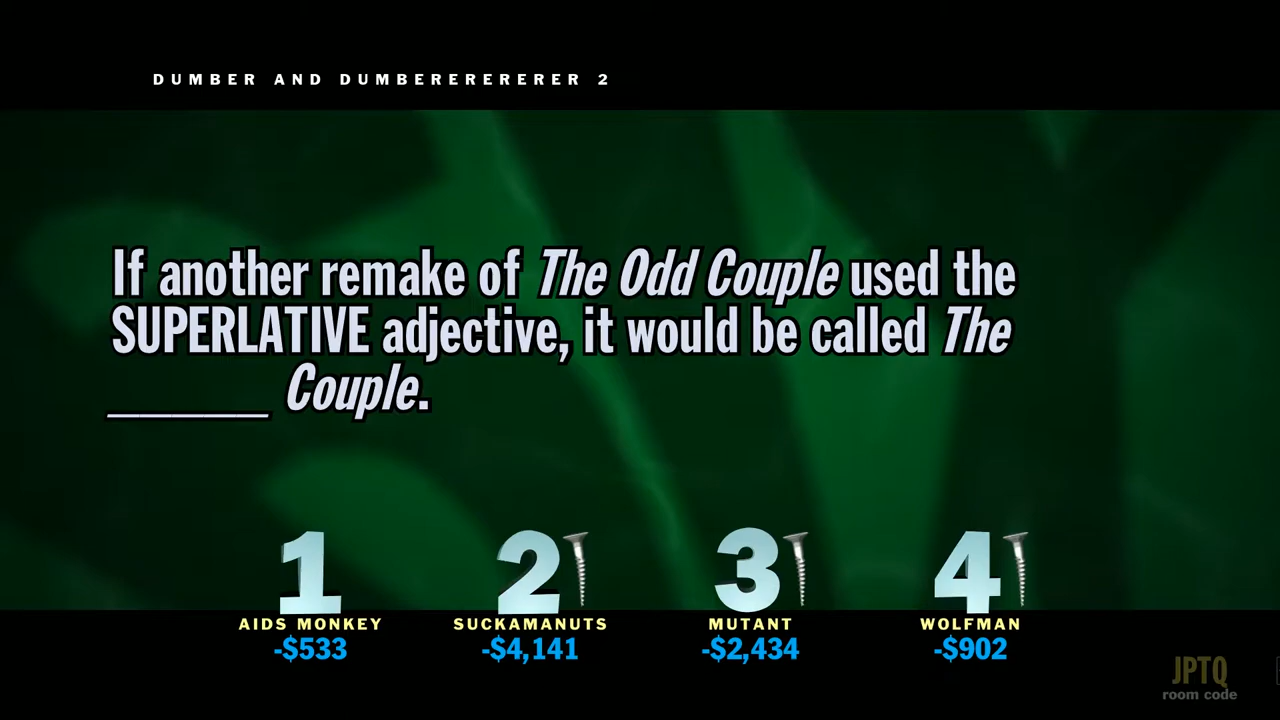 DUMBER AND DUMBERERERERER 2
If another remake of The Odd Couple used the
SUPERLATIVE adjective, it would be called The
_____ Couple.
1 2 3 4
AIDS MONKEY SUCKAMANUTS MUTANT WOLFMAN
-$533 -$4,141 -$2,434 -$902
JPTQ
room code